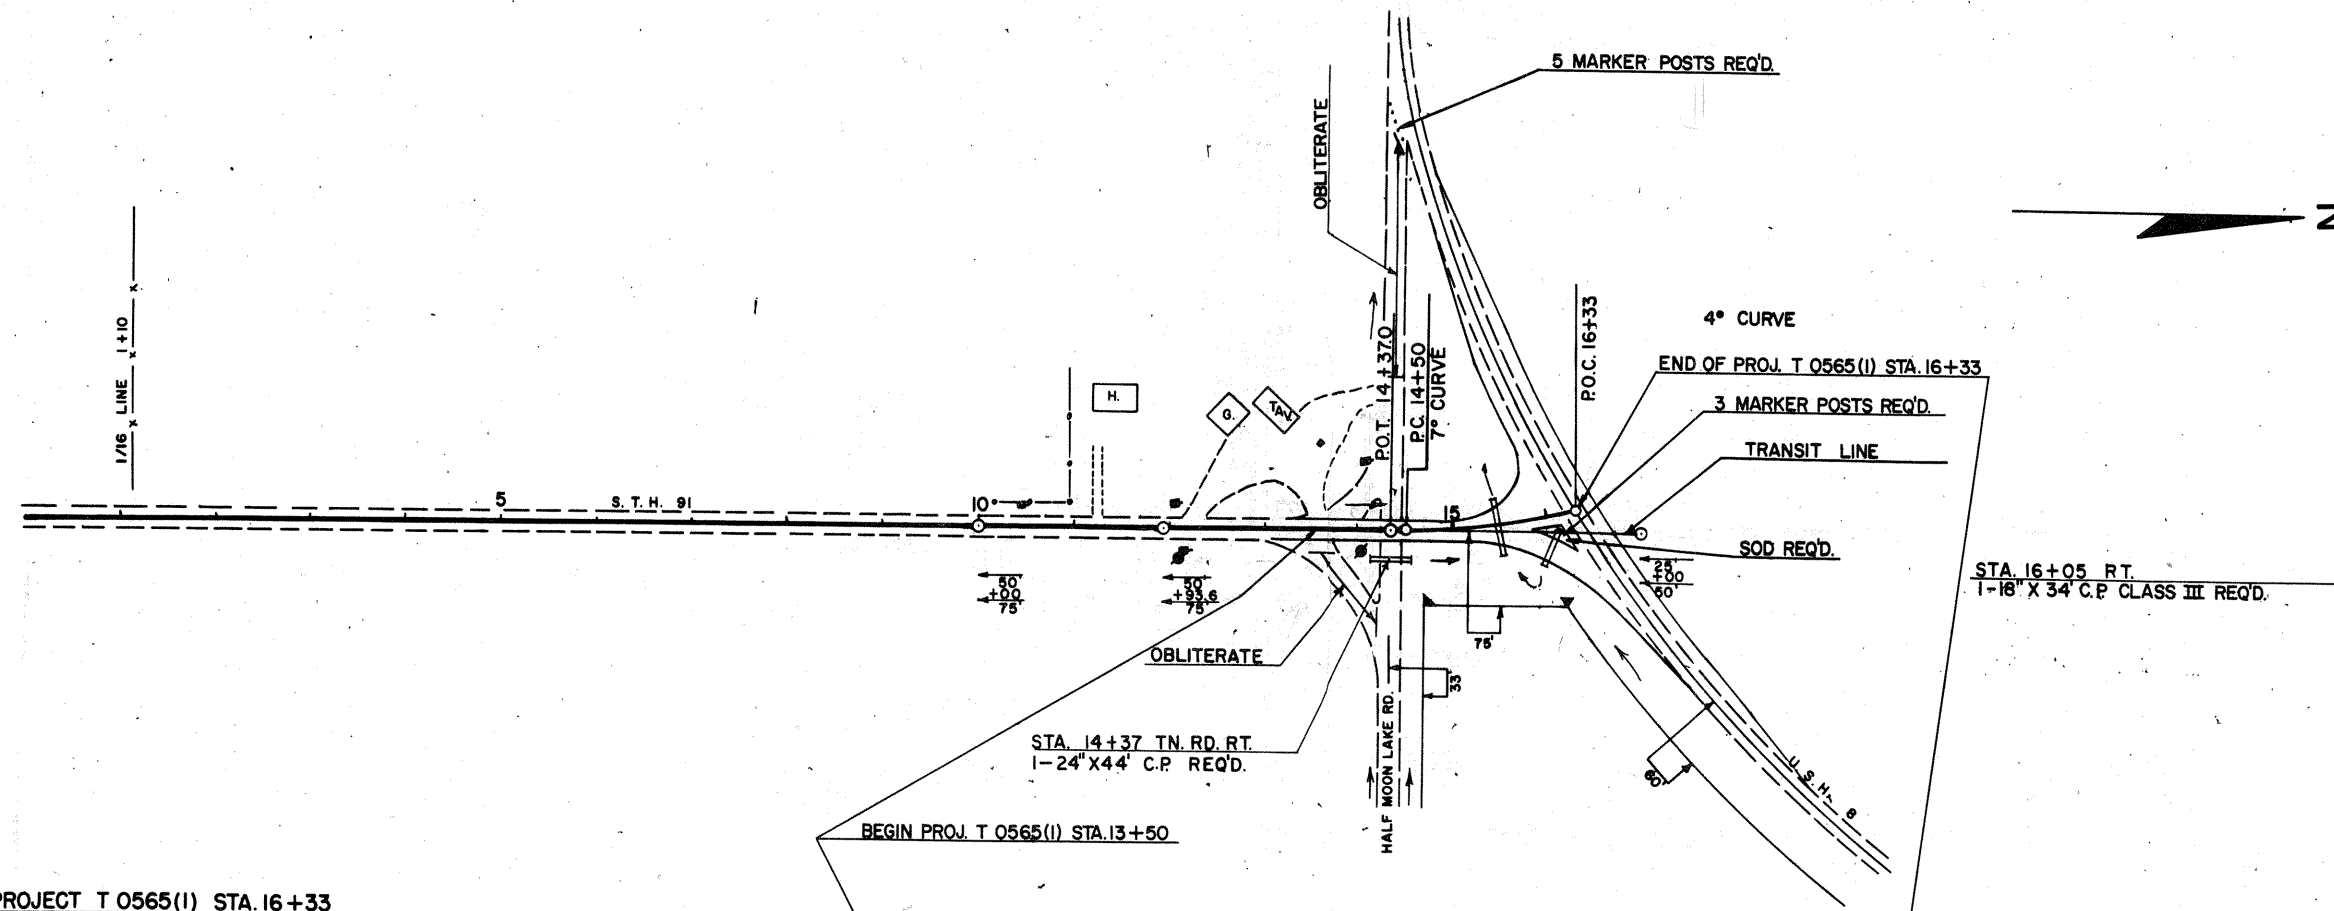 5 MARKER POSTS REQ'D.
OBLITERATE
N
1/16 LINE 1+10
4° CURVE
P.O.C. 16+33
END OF PROJ. T 0565(1) STA. 16+33
3 MARKER POSTS REQ'D.
TRANSIT LINE
H.
G.
TAV.
P.O.T. 14+37.0
P.C. 14+50
7° CURVE
5
S. T. H. 91
10
15
SOD REQ'D.
50'
+00
75'
50'
+93.6
75'
25'
+00
50'
STA. 16+05 RT.
1-18" X 34' C.P. CLASS III REQ'D.
75'
OBLITERATE
33'
STA. 14+37 TN. RD. RT.
1-24"X44' C.P. REQ'D.
HALF MOON LAKE RD.
60'
U. S. H. 8
BEGIN PROJ. T 0565(1) STA.13+50
PROJECT T 0565(1) STA. 16+33